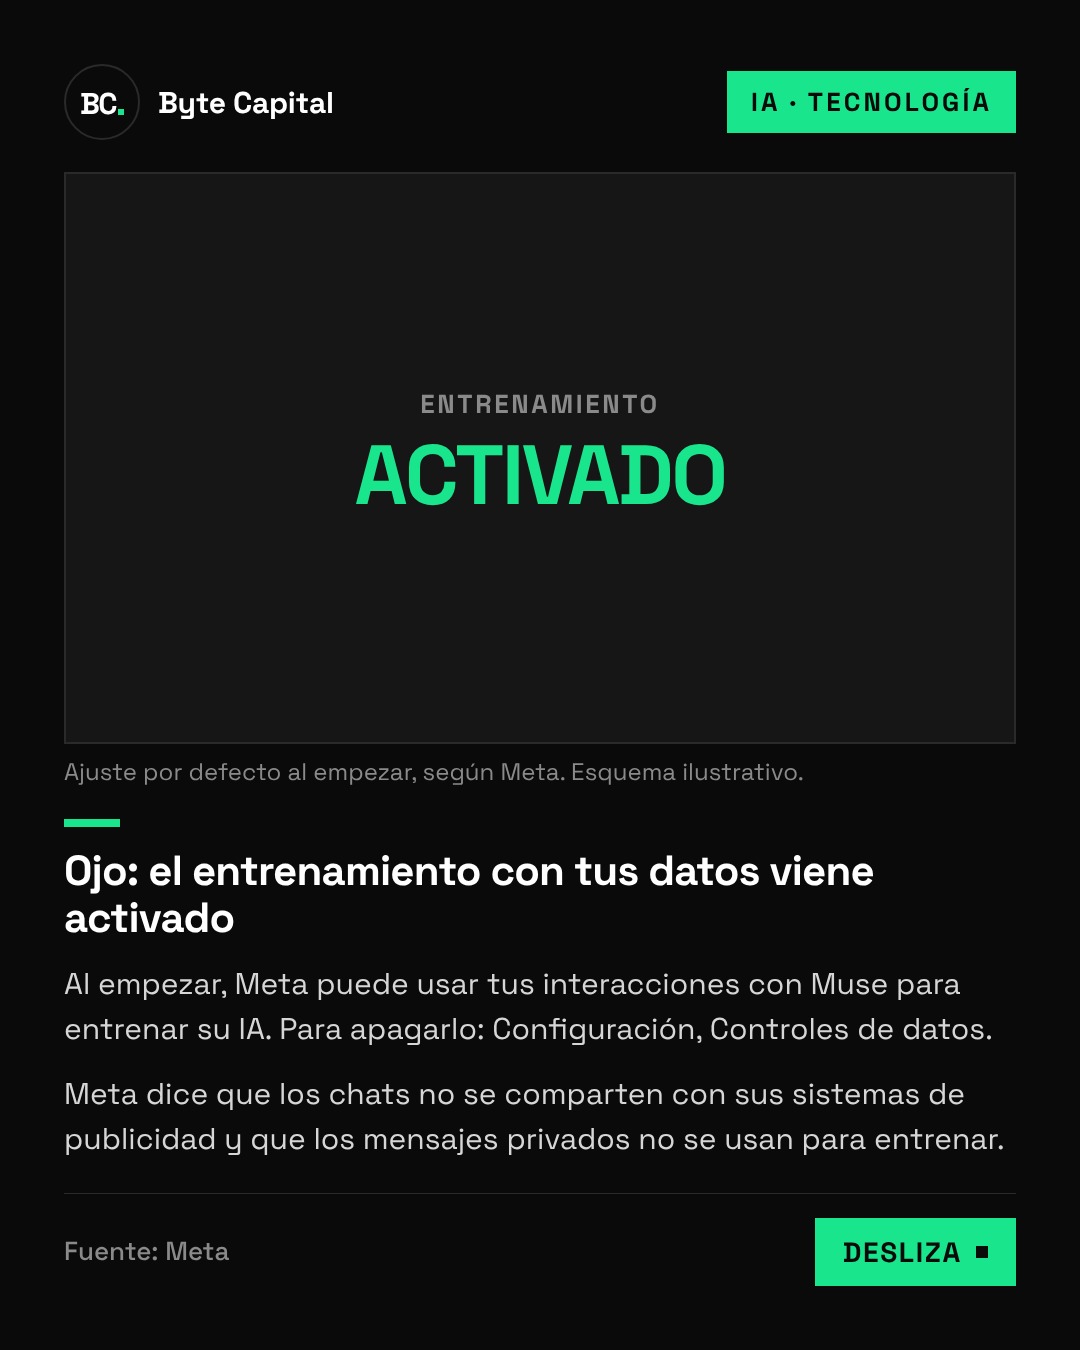 BC.
Byte Capital
IA · TECNOLOGÍA
ENTRENAMIENTO
ACTIVADO
Ajuste por defecto al empezar, según Meta. Esquema ilustrativo.
Ojo: el entrenamiento con tus datos viene
activado
Al empezar, Meta puede usar tus interacciones con Muse para
entrenar su IA. Para apagarlo: Configuración, Controles de datos.
Meta dice que los chats no se comparten con sus sistemas de
publicidad y que los mensajes privados no se usan para entrenar.
Fuente: Meta
DESLIZA